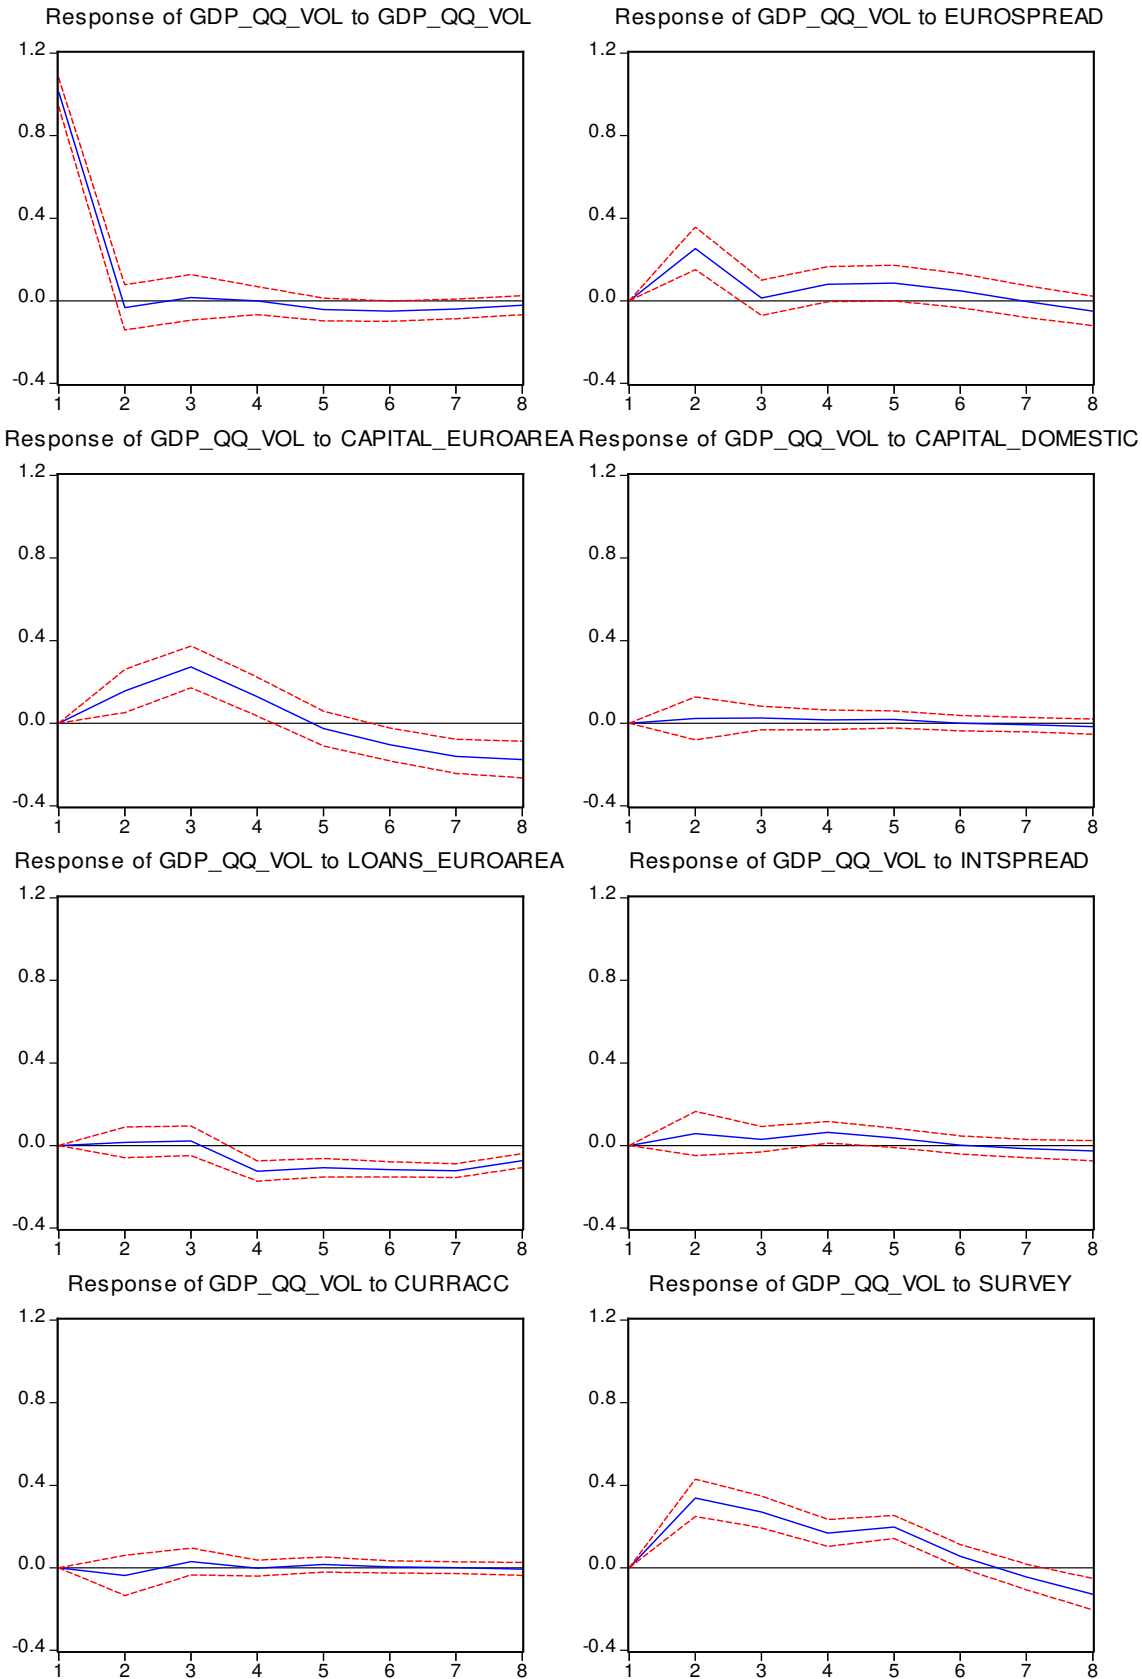 Response of GDP_QQ_VOL to GDP_QQ_VOL
1.2
0.8
0.4
0.0
-0.4
1 2 3 4 5 6 7 8
Response of GDP_QQ_VOL to EUROSPREAD
1.2
0.8
0.4
0.0
-0.4
1 2 3 4 5 6 7 8
Response of GDP_QQ_VOL to CAPITAL_EUROAREA
1.2
0.8
0.4
0.0
-0.4
1 2 3 4 5 6 7 8
Response of GDP_QQ_VOL to CAPITAL_DOMESTIC
1.2
0.8
0.4
0.0
-0.4
1 2 3 4 5 6 7 8
Response of GDP_QQ_VOL to LOANS_EUROAREA
1.2
0.8
0.4
0.0
-0.4
1 2 3 4 5 6 7 8
Response of GDP_QQ_VOL to INTSPREAD
1.2
0.8
0.4
0.0
-0.4
1 2 3 4 5 6 7 8
Response of GDP_QQ_VOL to CURRACC
1.2
0.8
0.4
0.0
-0.4
1 2 3 4 5 6 7 8
Response of GDP_QQ_VOL to SURVEY
1.2
0.8
0.4
0.0
-0.4
1 2 3 4 5 6 7 8